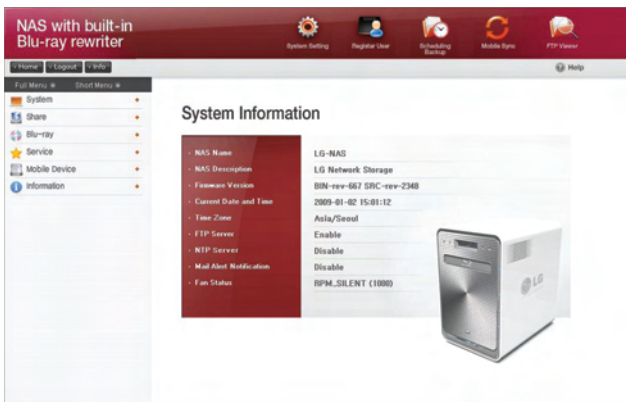 NAS with built-in
Blu-ray rewriter
System Setting
Register User
Scheduling
Backup
Mobile Sync
FTP Viewer
Home
Logout
Info
Help
Full Menu
Short Menu
System
Share
Blu-ray
Service
Mobile Device
Information
System Information
NAS Name LG-NAS
NAS Description LG Network Storage
Firmware Version BIN-rev-667 SRC-rev-2348
Current Date and Time 2009-01-02 15:01:12
Time Zone Asia/Seoul
FTP Server Enable
NTP Server Disable
Mail Alert Notification Disable
Fan Status RPM_SILENT (1000)
LG